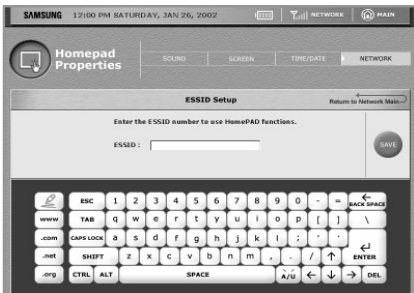 SAMSUNG 12:00 PM SATURDAY, JAN 26, 2002 NETWORK MAIN
Homepad
Properties
SOUND SCREEN TIME/DATE NETWORK
ESSID Setup
Return to Network Main
Enter the ESSID number to use HomePAD functions.
ESSID :
SAVE
ESC 1 2 3 4 5 6 7 8 9 0 - = BACK SPACE
www TAB q w e r t y u i o p [ ] \
.com CAPS LOCK a s d f g h j k l ;
ENTER
.net SHIFT z x c v b n m , . /
.org CTRL ALT SPACE A/Ü DEL